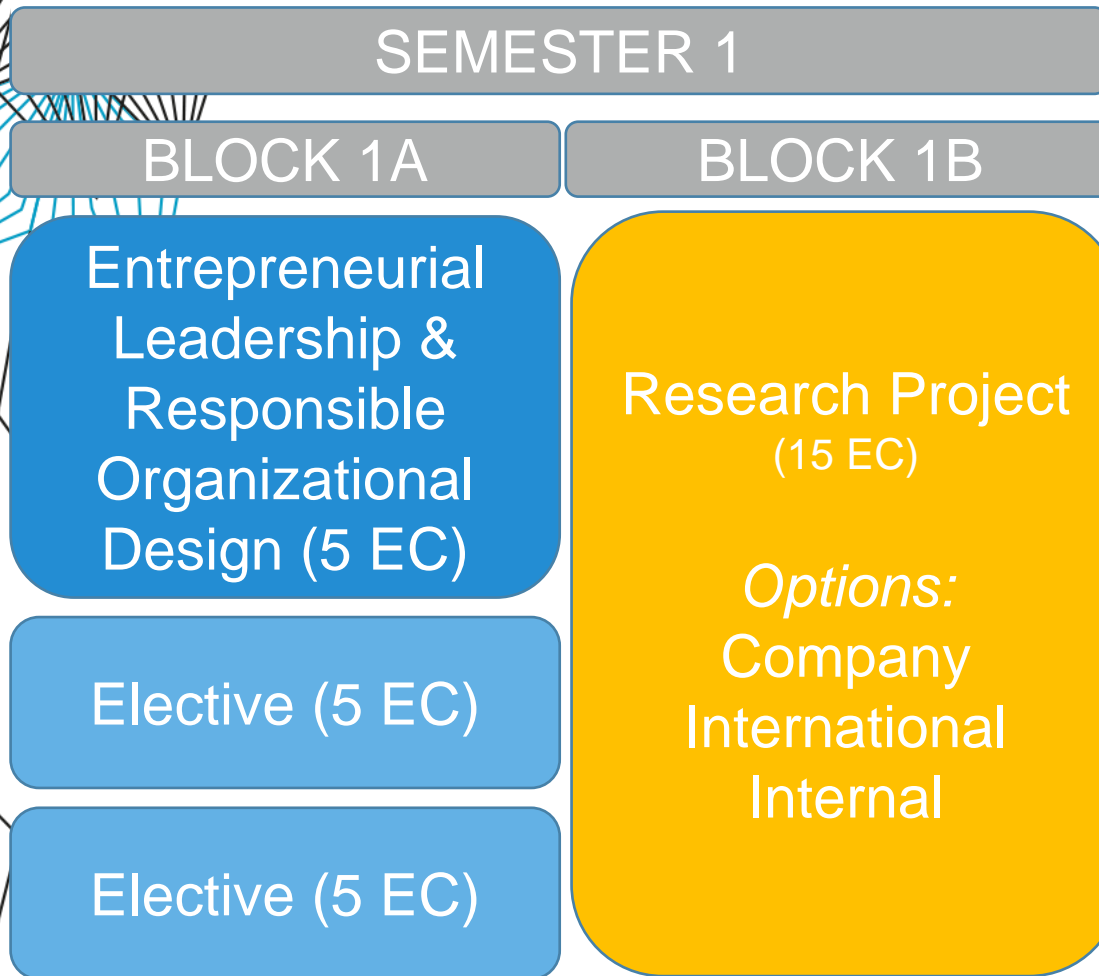 SEMESTER 1
BLOCK 1A
BLOCK 1B
Entrepreneurial
Leadership &
Responsible
Organizational
Design (5 EC)
Elective (5 EC)
Elective (5 EC)
Research Project
(15 EC)
Options:
Company
International
Internal